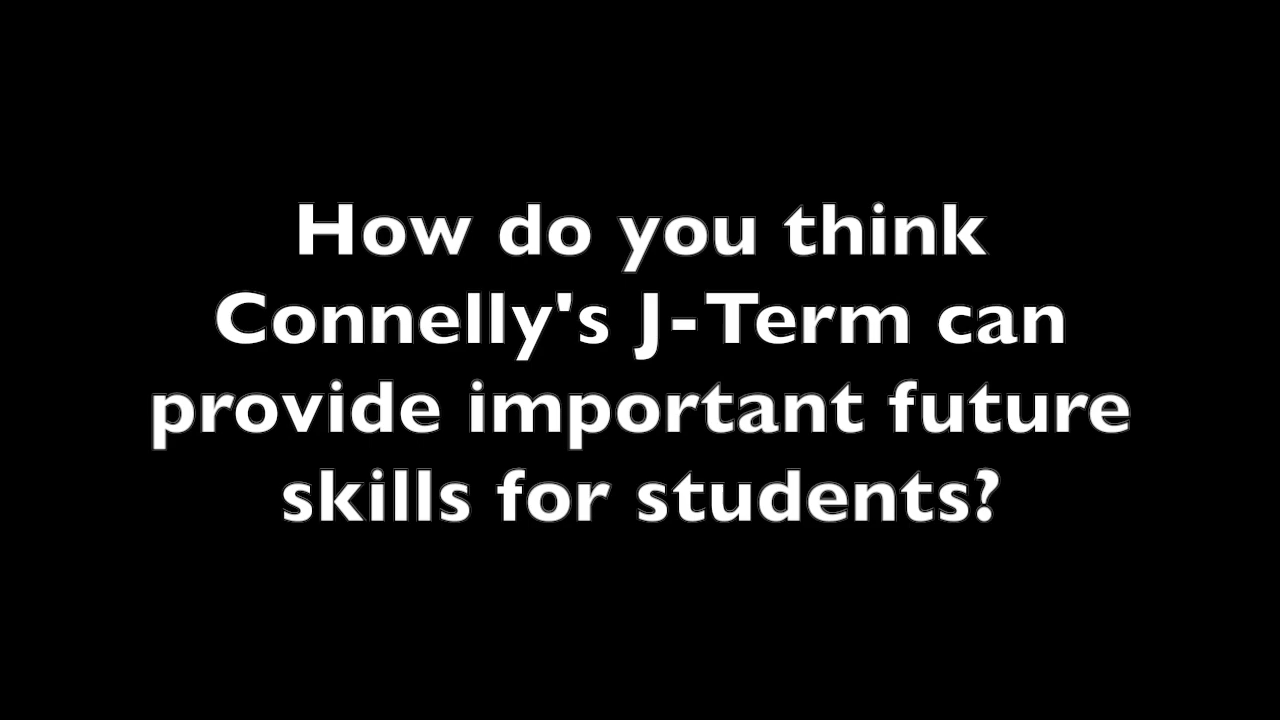 How do you think
Connelly's J-Term can
provide important future
skills for students?